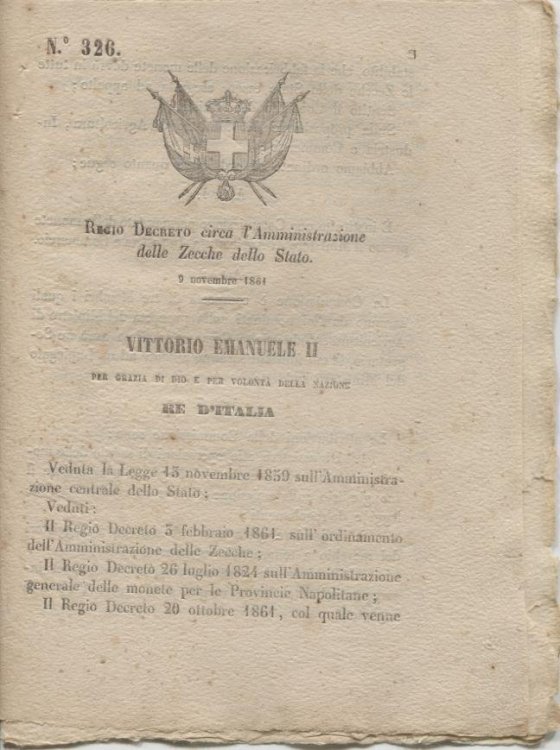 N.° 326.
3
REGIO DECRETO circa l'Amministrazione
delle Zecche dello Stato.
9 novembre 1861
VITTORIO EMANUELE II
PER GRAZIA DI DIO E PER VOLONTÀ DELLA NAZIONE
RE D'ITALIA
Veduta la Legge 13 novembre 1859 sull'Amministra-
zione centrale dello Stato;
Veduti:
Il Regio Decreto 3 febbraio 1861 sull'ordinamento
dell'Amministrazione delle Zecche;
Il Regio Decreto 26 luglio 1821 sull'Amministrazione
generale delle monete per le Provincie Napolitane;
Il Regio Decreto 20 ottobre 1861, col quale venne